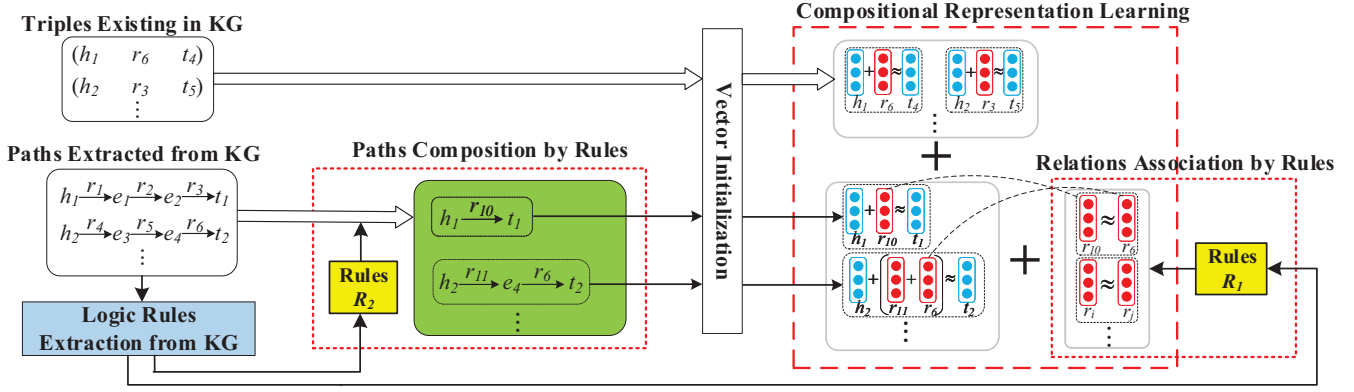 Triples Existing in KG
(h1 r6 t4)
(h2 r3 t5)
⋮
Paths Extracted from KG
h1 r1 e1 r2 e2 r3 t1
h2 r4 e3 r5 e4 r6 t2
⋮
Logic Rules
Extraction from KG
Paths Composition by Rules
Rules
R2
h1 r10 t1
h2 r11 e4 r6 t2
⋮
Vector Initialization
Compositional Representation Learning
+ ≈ + ≈
h1 r6 t4 h2 r3 t5
⋮
+
+ ≈
h1 r10 t1
+ + ≈
h2 r11 r6 t2
⋮
+
Relations Association by Rules
≈
r10 r6
≈
ri rj
⋮
Rules
R1